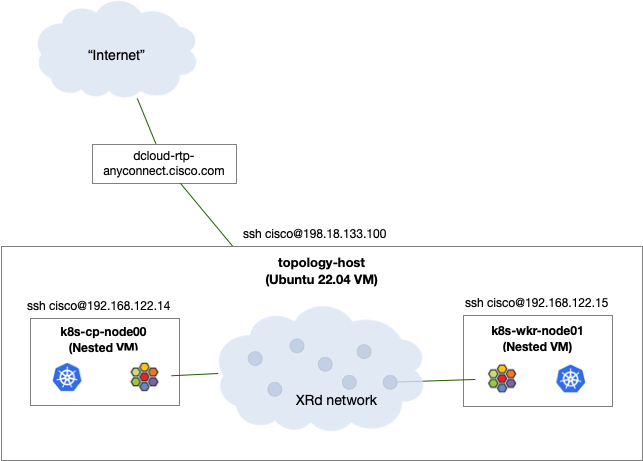 “Internet”
dcloud-rtp-
anyconnect.cisco.com
ssh cisco@198.18.133.100
topology-host
(Ubuntu 22.04 VM)
ssh cisco@192.168.122.14
k8s-cp-node00
(Nested VM)
ssh cisco@192.168.122.15
k8s-wkr-node01
(Nested VM)
XRd network